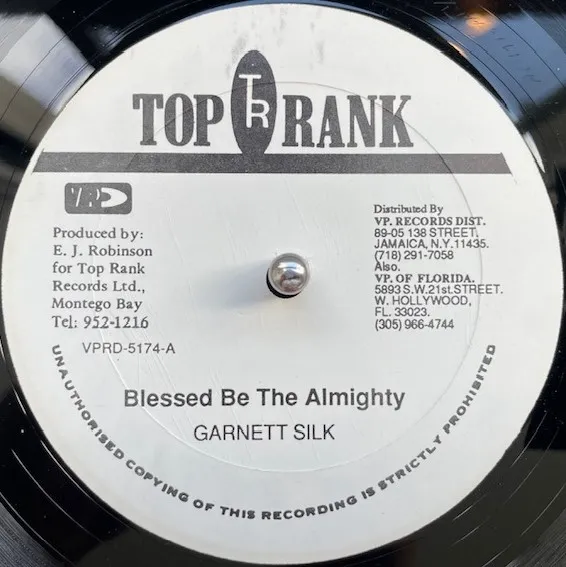 TOP TR RANK
VPRD
Produced by:
E. J. Robinson
for Top Rank
Records Ltd.,
Montego Bay
Tel: 952-1216
VPRD-5174-A
Distributed By
VP. RECORDS DIST.
89-05 138 STREET.
JAMAICA, N.Y. 11435.
(718) 291-7058
Also.
VP. OF FLORIDA.
5893 S.W. 21st. STREET.
W. HOLLYWOOD,
FL. 33023.
(305) 966-4744
Blessed Be The Almighty
GARNETT SILK
UNAUTHORISED COPYING OF THIS RECORDING IS STRICTLY PROHIBITED